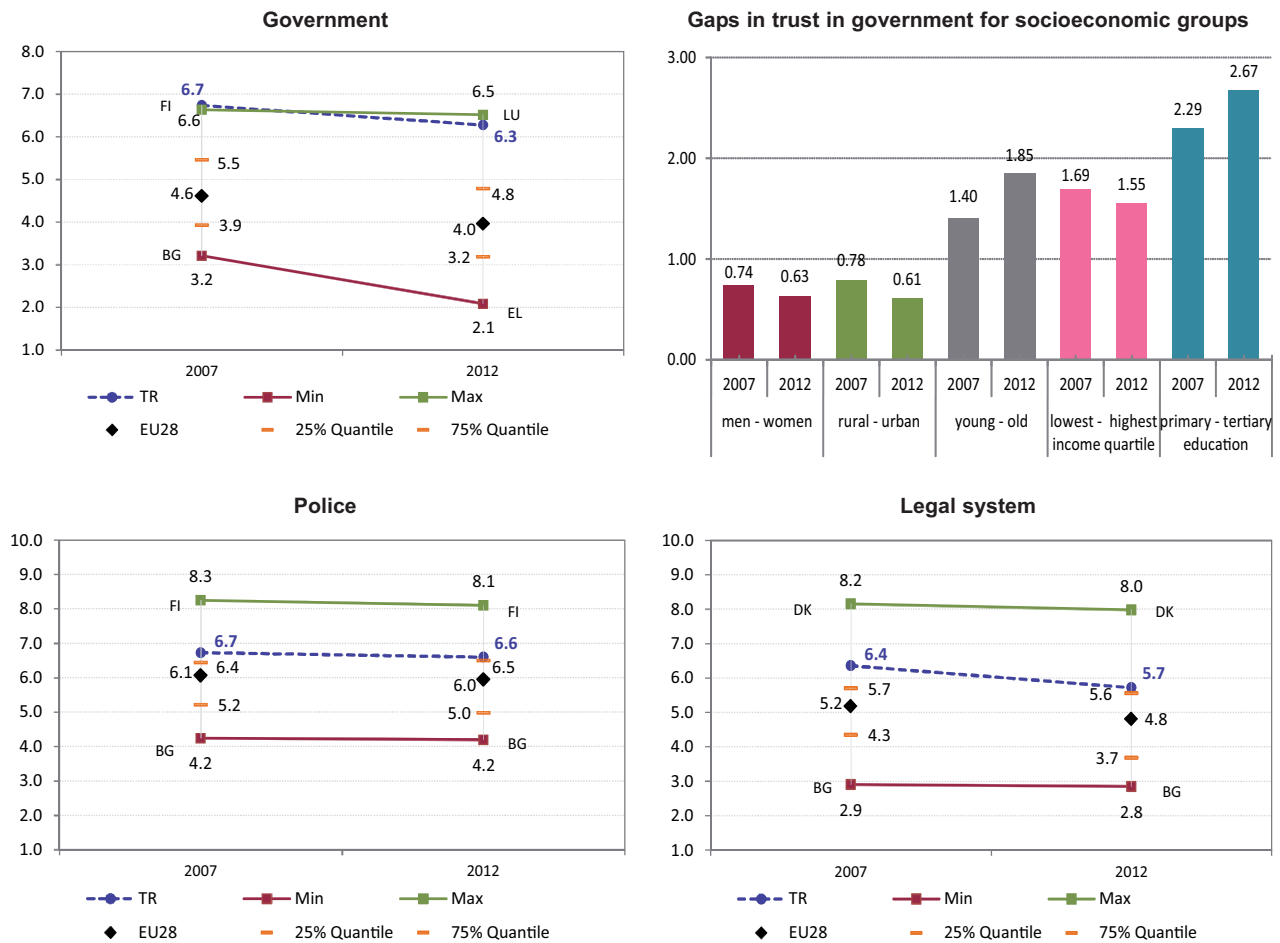 Government
8.0
7.0
6.0
5.0
4.0
3.0
2.0
1.0
6.7
FI
6.6
5.5
4.6
3.9
BG
3.2
6.5
LU
6.3
4.8
4.0
3.2
EL
2.1
2007 2012
TR Min Max
EU28 25% Quantile 75% Quantile
Gaps in trust in government for socioeconomic groups
3.00
2.00
1.00
0.00
0.74 0.63 0.78 0.61 1.40 1.85 1.69 1.55 2.29 2.67
2007 2012 2007 2012 2007 2012 2007 2012 2007 2012
men - women rural - urban young - old lowest - highest primary - tertiary
income quartile education
Police
10.0
9.0
8.0
7.0
6.0
5.0
4.0
3.0
2.0
1.0
8.3
FI
6.7
6.4
6.1
5.2
BG
4.2
8.1
FI
6.6
6.5
6.0
5.0
BG
4.2
2007 2012
TR Min Max
EU28 25% Quantile 75% Quantile
Legal system
10.0
9.0
8.0
7.0
6.0
5.0
4.0
3.0
2.0
1.0
8.2
DK
6.4
5.7
5.2
4.3
BG
2.9
8.0
DK
5.7
5.6
4.8
3.7
BG
2.8
2007 2012
TR Min Max
EU28 25% Quantile 75% Quantile